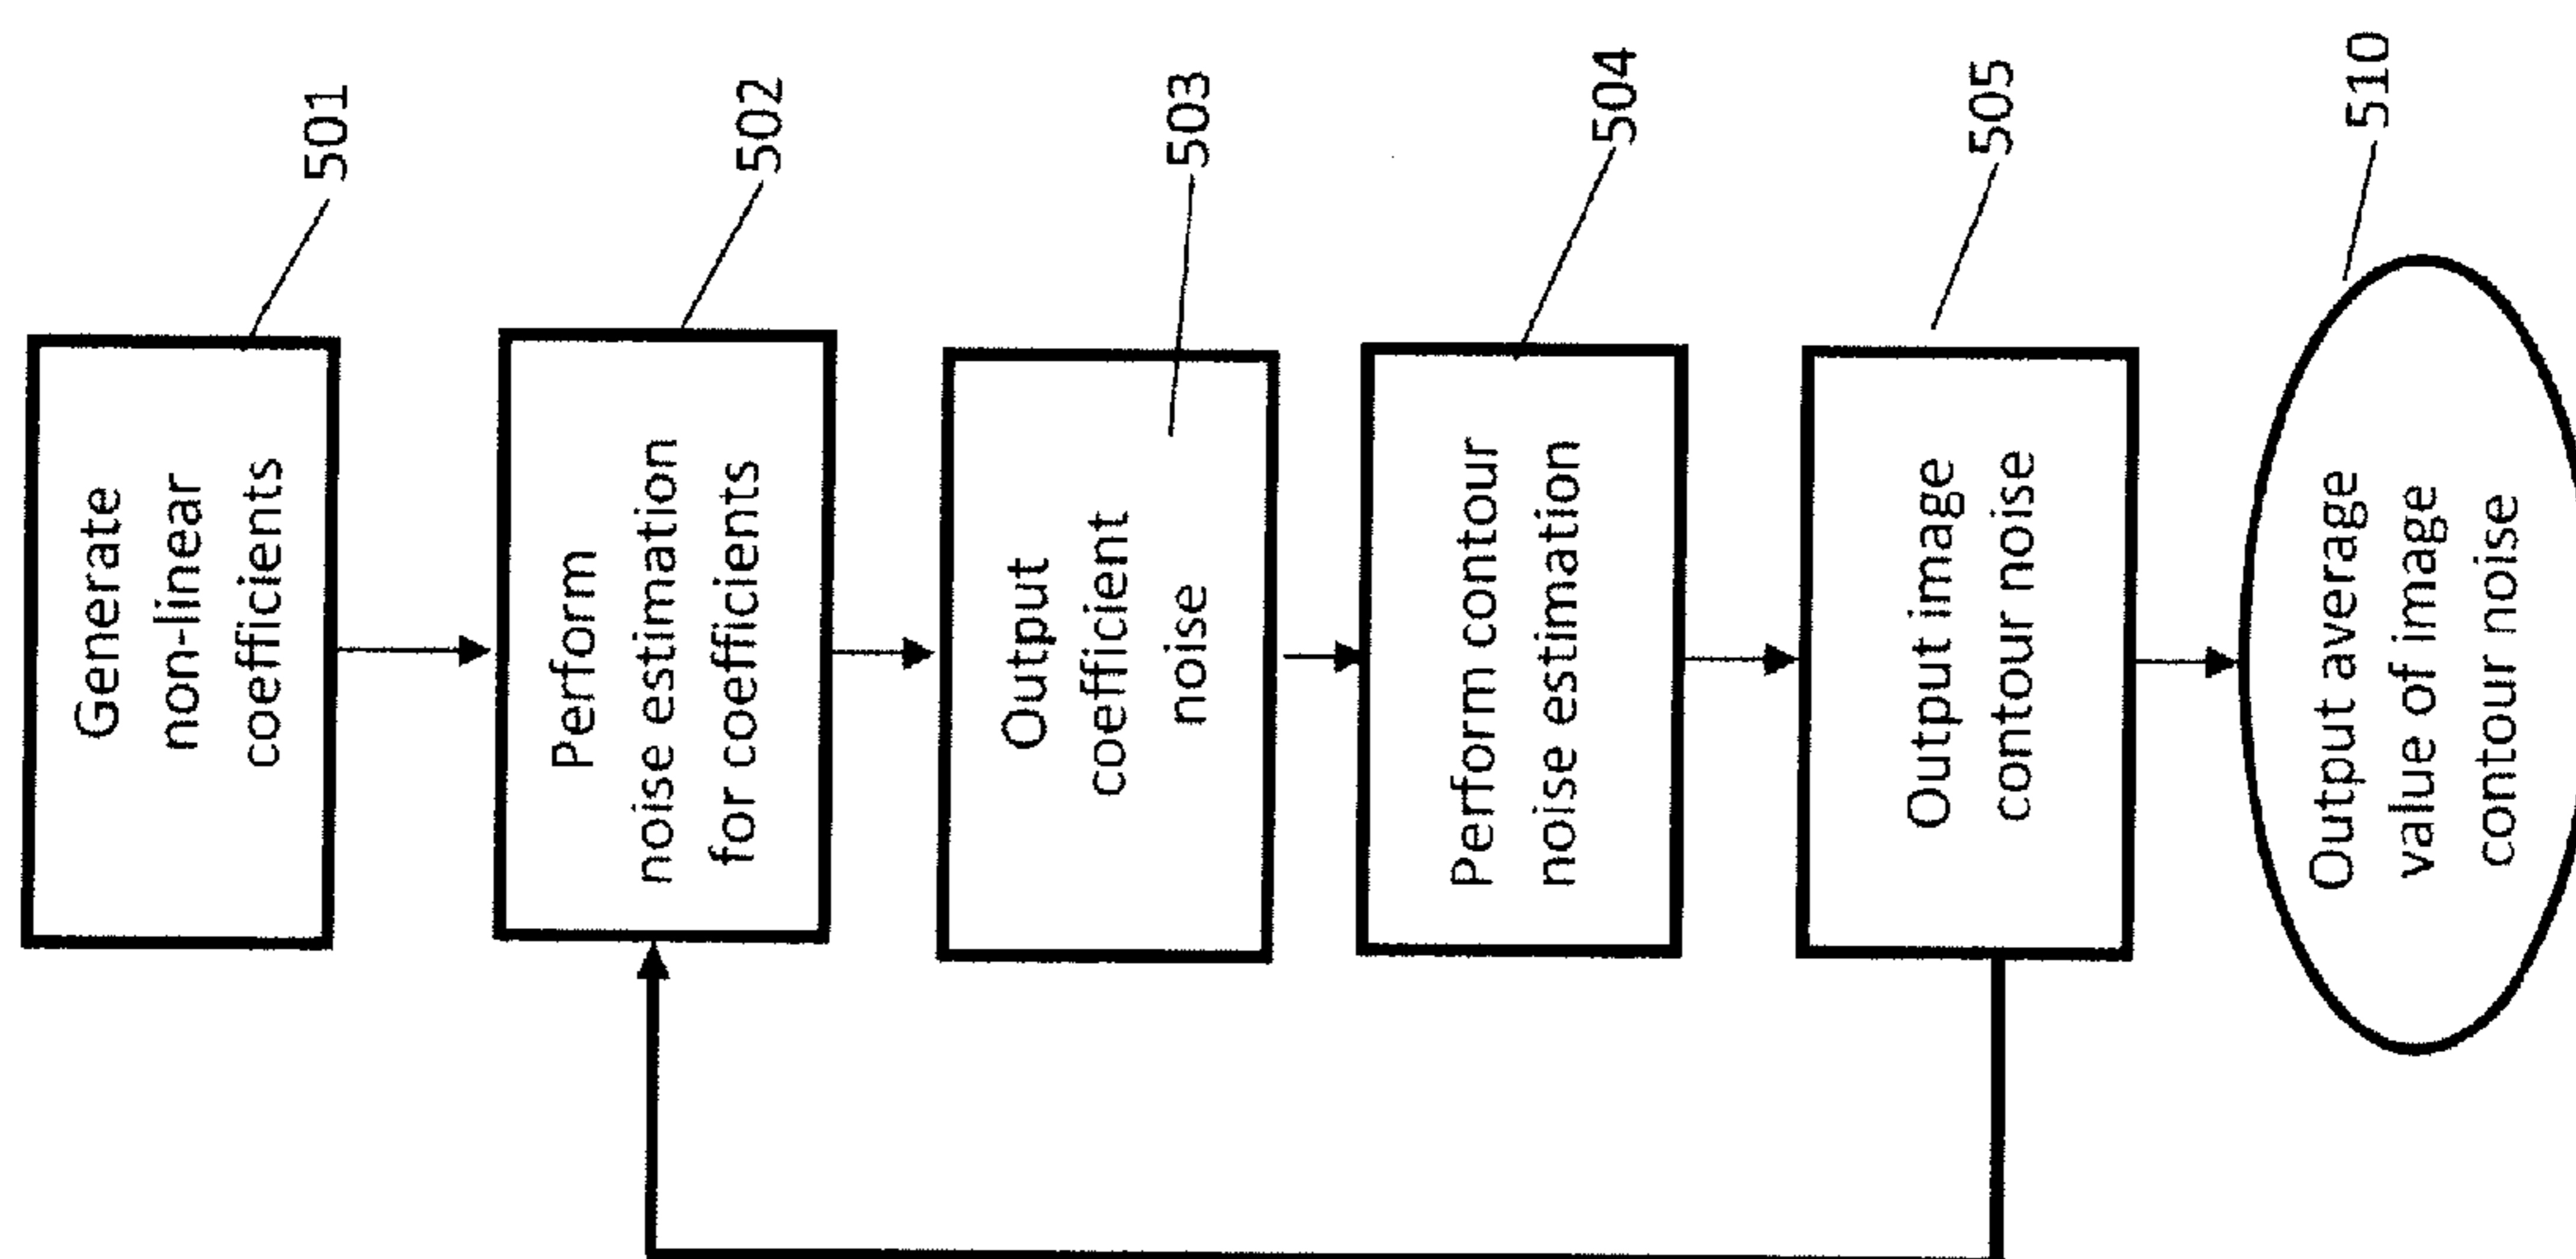 Generate
non-linear
coefficients
501
Perform
noise estimation
for coefficients
502
Output
coefficient
noise
503
Perform contour
noise estimation
504
Output image
contour noise
505
Output average
value of image
contour noise
510